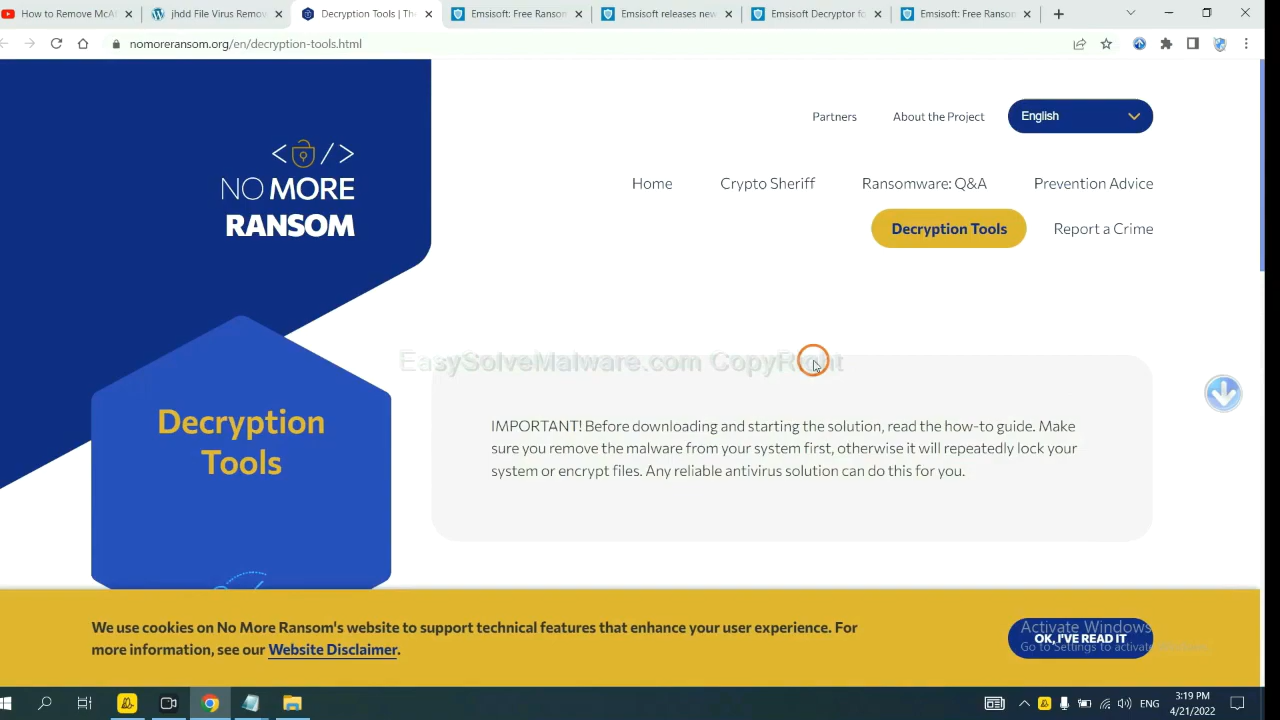 How to Remove McAf
jhdd File Virus Remov
Decryption Tools | The
Emsisoft: Free Ransom
Emsisoft releases new
Emsisoft Decryptor fo
Emsisoft: Free Ransom
nomoreransom.org/en/decryption-tools.html
Partners
About the Project
English
NO MORE
RANSOM
Home
Crypto Sheriff
Ransomware: Q&A
Prevention Advice
Decryption Tools
Report a Crime
EasySolveMalware.com CopyRight
Decryption
Tools
IMPORTANT! Before downloading and starting the solution, read the how-to guide. Make
sure you remove the malware from your system first, otherwise it will repeatedly lock your
system or encrypt files. Any reliable antivirus solution can do this for you.
We use cookies on No More Ransom's website to support technical features that enhance your user experience. For
more information, see our Website Disclaimer.
OK, I'VE READ IT
Activate Windows
Go to Settings to activate Windows.
ENG
3:19 PM
4/21/2022